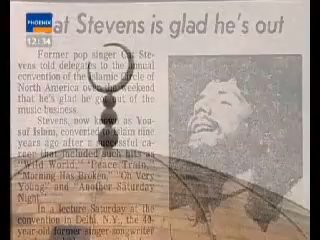 PHOENIX
12:14
at Stevens is glad he's out
Former pop singer Cat
Stevens told delegates to the annual
convention of the Islamic Circle of
North America over the weekend
that he's glad he got out of the
music business.
Stevens, now known as You-
suf Islam, converted to Islam nine
years ago after a successful
career that included such hits as
"Wild World," "Peace Train,"
"Morning Has Broken," "Oh Very
Young" and "Another Saturday
Night."
In a lecture Saturday at the
convention in Delhi, N.Y., the 40-
year-old former singer-songwriter